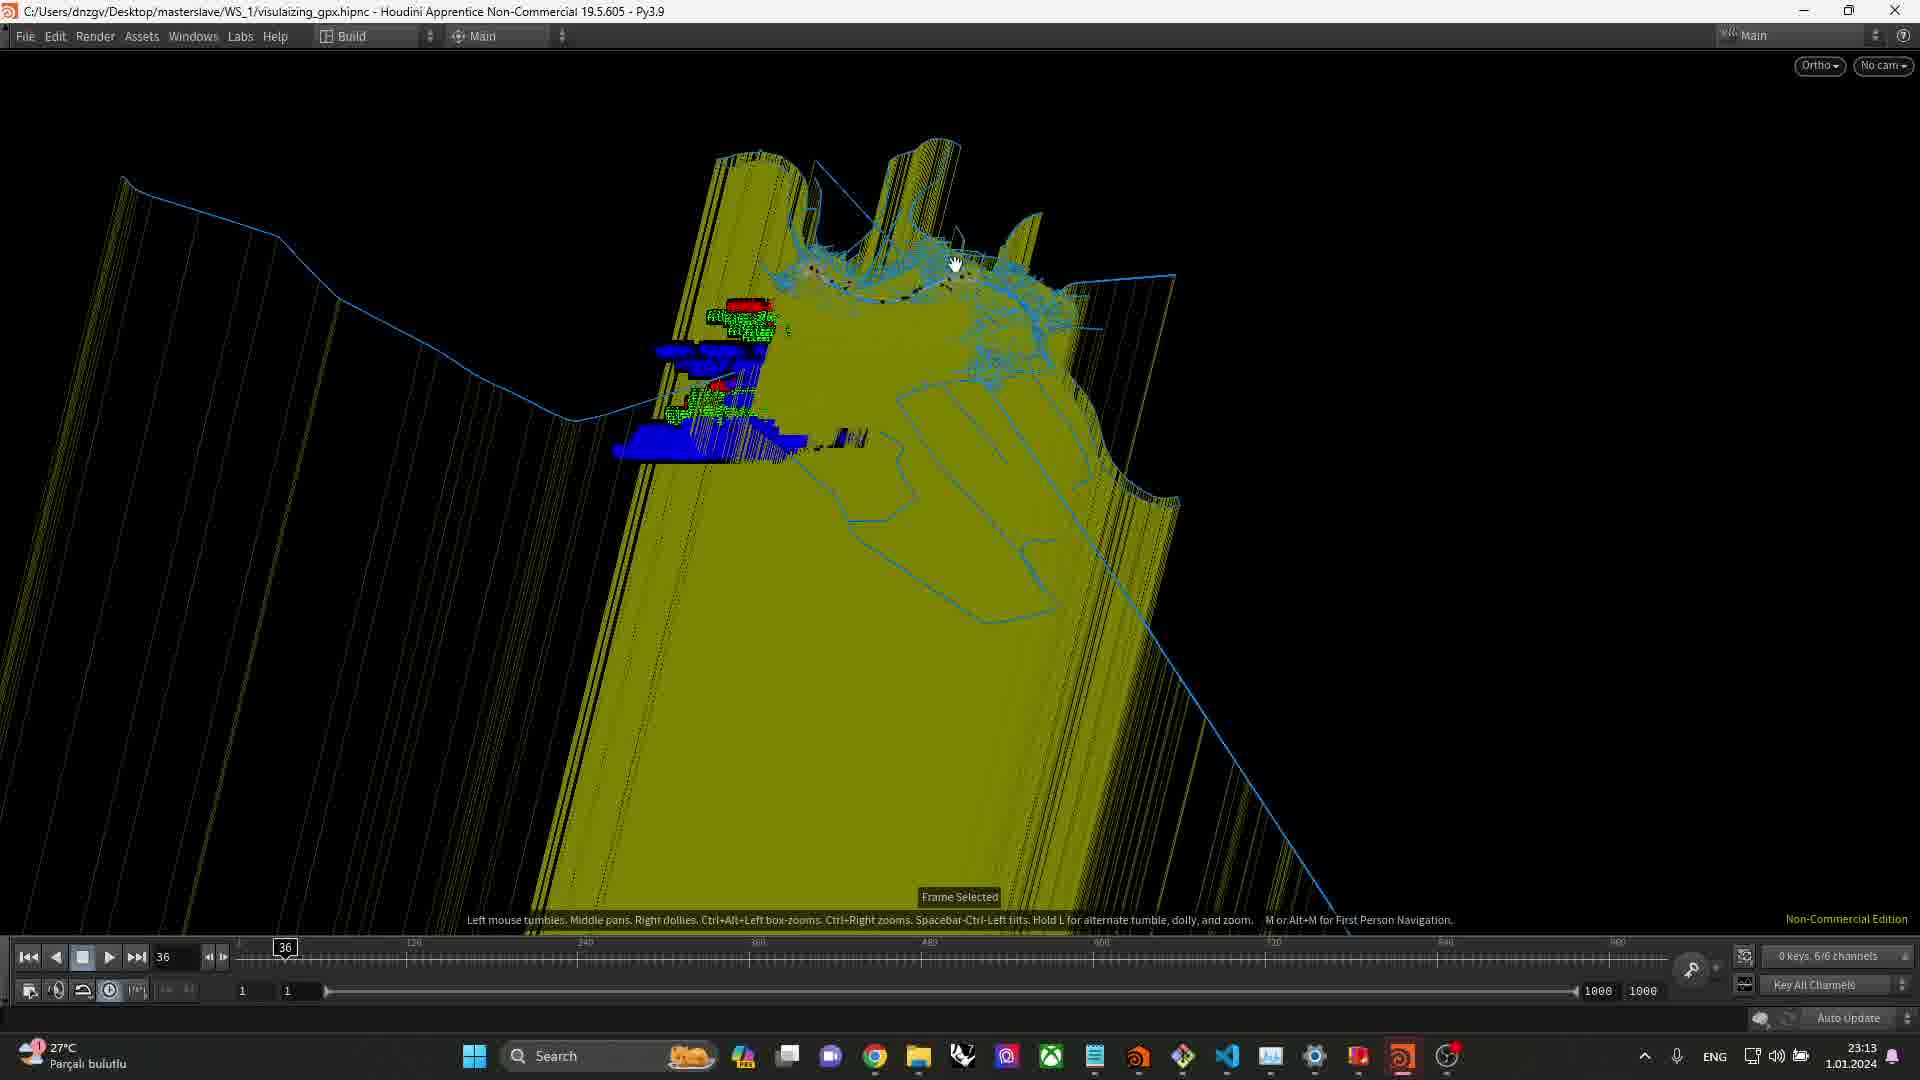 C:/Users/dnzgv/Desktop/masterslave/WS_1/visulaizing_gpx.hipnc - Houdini Apprentice Non-Commercial 19.5.605 - Py3.9
File Edit Render Assets Windows Labs Help Build Main Main
Ortho No cam
Frame Selected
Left mouse tumbles. Middle pans. Right dollies. Ctrl+Alt+Left box-zooms. Ctrl+Right zooms. Spacebar-Ctrl-Left tilts. Hold L for alternate tumble, dolly, and zoom. M or Alt+M for First Person Navigation.
Non-Commercial Edition
36 1 36 120 240 360 480 600 720 840 960
0 keys, 6/6 channels
1 1 1000 1000
Key All Channels
Auto Update
27°C
Parçalı bulutlu
Search
ENG
23:13
1.01.2024